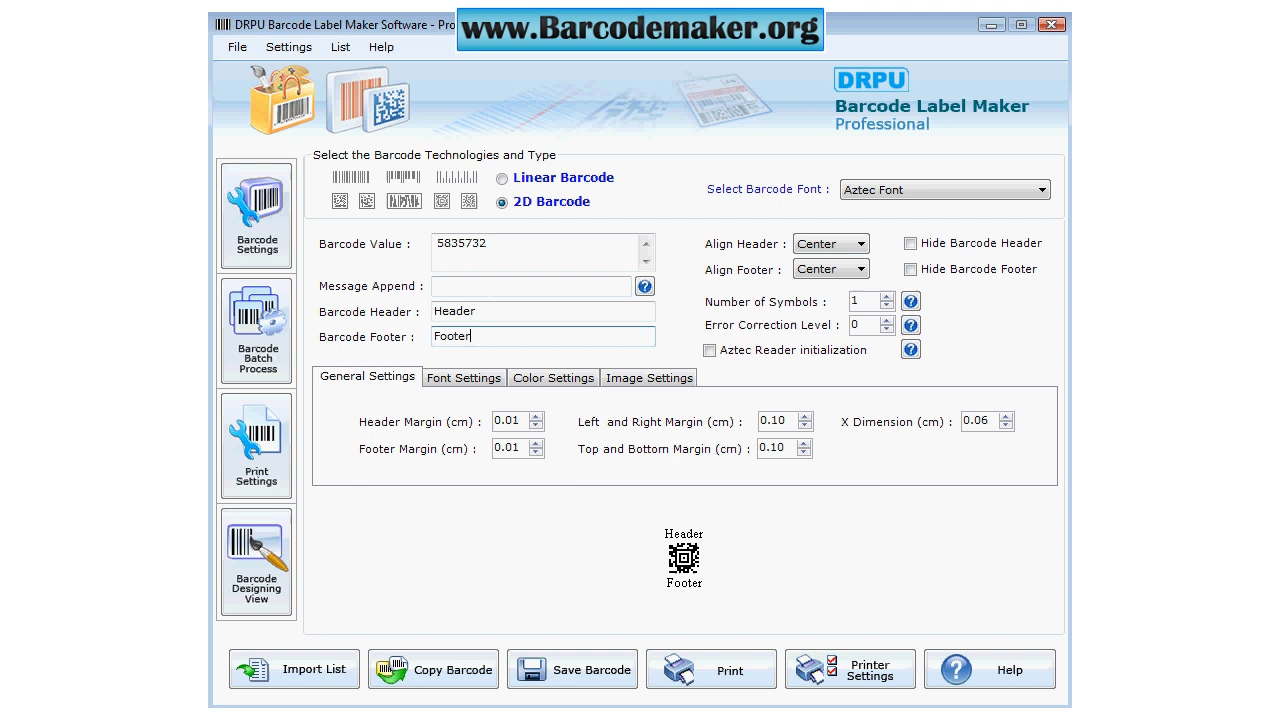 DRPU Barcode Label Maker Software - Pro
www.Barcodemaker.org
File Settings List Help
DRPU
Barcode Label Maker
Professional
Select the Barcode Technologies and Type
Linear Barcode
2D Barcode
Select Barcode Font :
Aztec Font
Barcode Settings
Barcode Batch Process
Print Settings
Barcode Designing View
Barcode Value : 5835732
Message Append :
Barcode Header : Header
Barcode Footer : Footer
Align Header : Center Hide Barcode Header
Align Footer : Center Hide Barcode Footer
Number of Symbols : 1
Error Correction Level : 0
Aztec Reader initialization
General Settings Font Settings Color Settings Image Settings
Header Margin (cm) : 0.01 Left and Right Margin (cm) : 0.10 X Dimension (cm) : 0.06
Footer Margin (cm) : 0.01 Top and Bottom Margin (cm) : 0.10
Header
Footer
Import List Copy Barcode Save Barcode Print Printer Settings Help